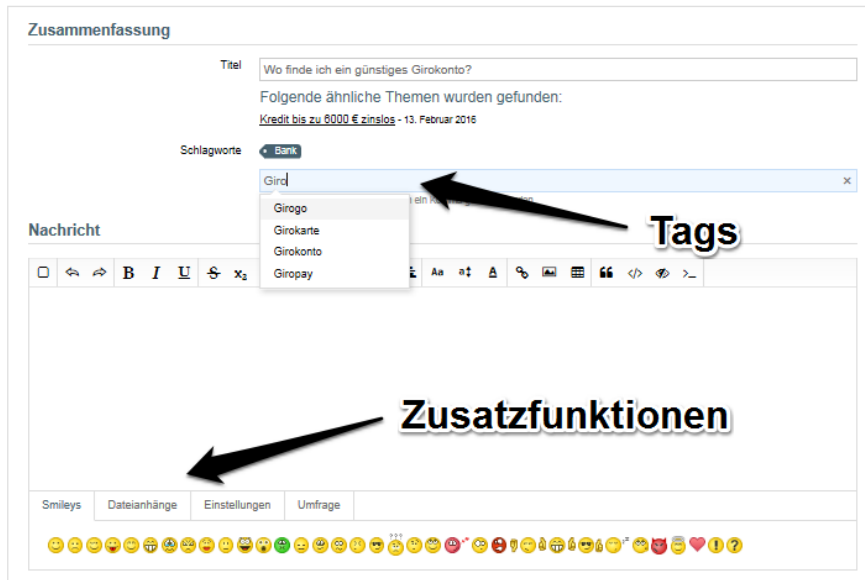 Zusammenfassung
Titel
Wo finde ich ein günstiges Girokonto?
Folgende ähnliche Themen wurden gefunden:
Kredit bis zu 6000 € zinslos - 13. Februar 2016
Schlagworte
Bank
Giro
Girogo
Girokarte
Girokonto
Giropay
Tags
Nachricht
B I U S x₂ Aa a‡ A
Zusatzfunktionen
Smileys Dateianhänge Einstellungen Umfrage